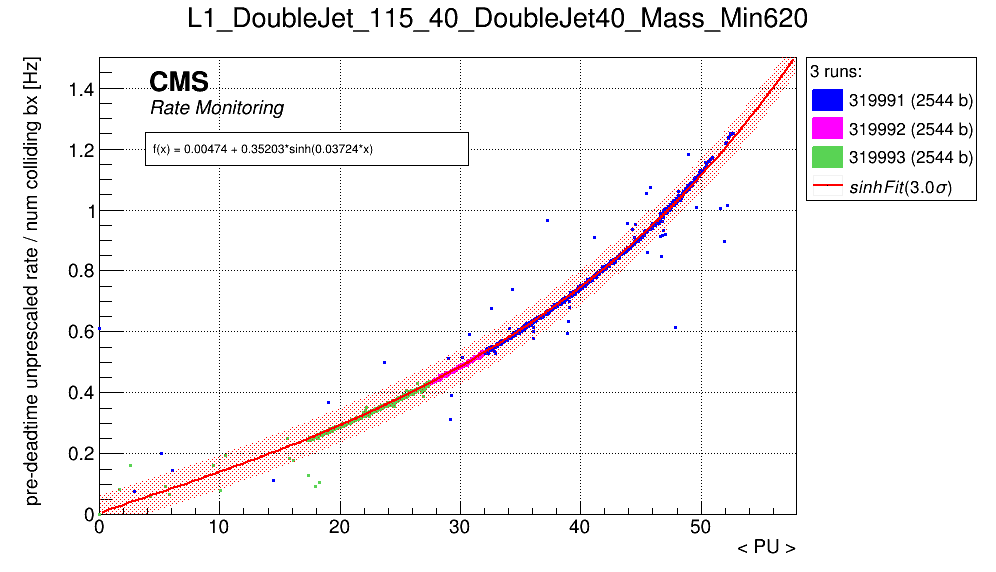 L1_DoubleJet_115_40_DoubleJet40_Mass_Min620
pre-deadtime unprescaled rate / num colliding bx [Hz]
CMS
Rate Monitoring
f(x) = 0.00474 + 0.35203*sinh(0.03724*x)
1.4
1.2
1
0.8
0.6
0.4
0.2
0
0
10
20
30
40
50
< PU >
3 runs:
319991 (2544 b)
319992 (2544 b)
319993 (2544 b)
sinhFit(3.0σ)